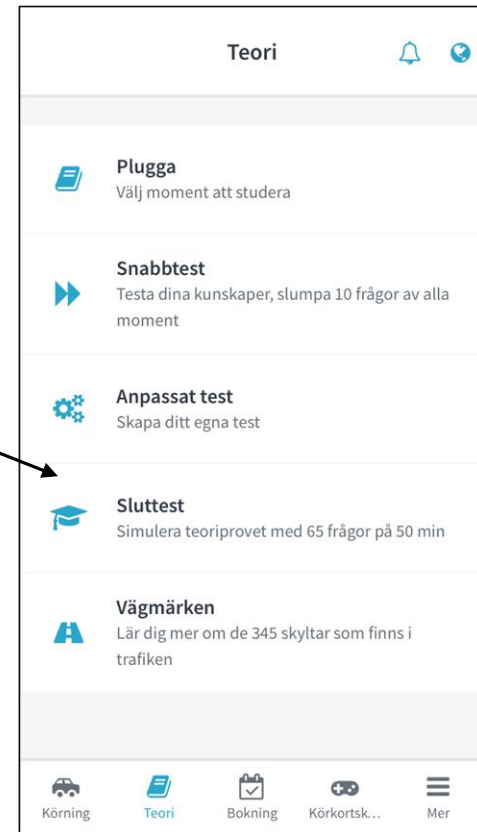 Teori
Plugga
Välj moment att studera
Snabbtest
Testa dina kunskaper, slumpa 10 frågor av alla
moment
Anpassat test
Skapa ditt egna test
Sluttest
Simulera teoriprovet med 65 frågor på 50 min
Vägmärken
Lär dig mer om de 345 skyltar som finns i
trafiken
Körning
Teori
Bokning
Körkortsk...
Mer